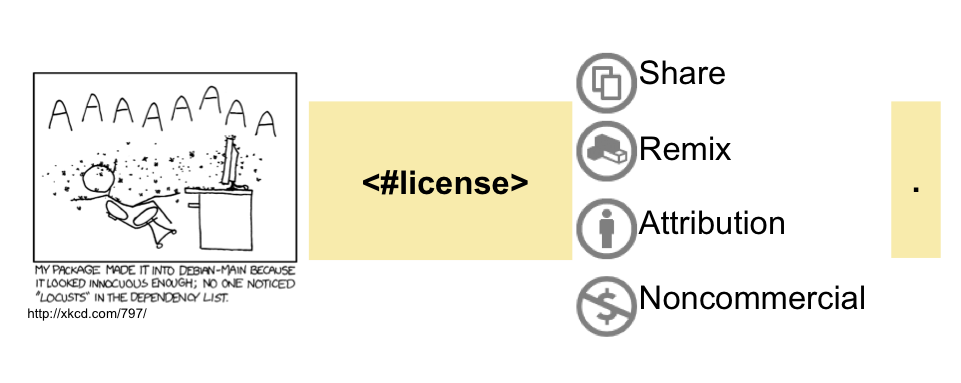 AAAAAAAA
MY PACKAGE MADE IT INTO DEBIAN-MAIN BECAUSE
IT LOOKED INNOCUOUS ENOUGH; NO ONE NOTICED
"LOCUSTS" IN THE DEPENDENCY LIST.
http://xkcd.com/797/
<#license>
Share
Remix
Attribution
Noncommercial
.